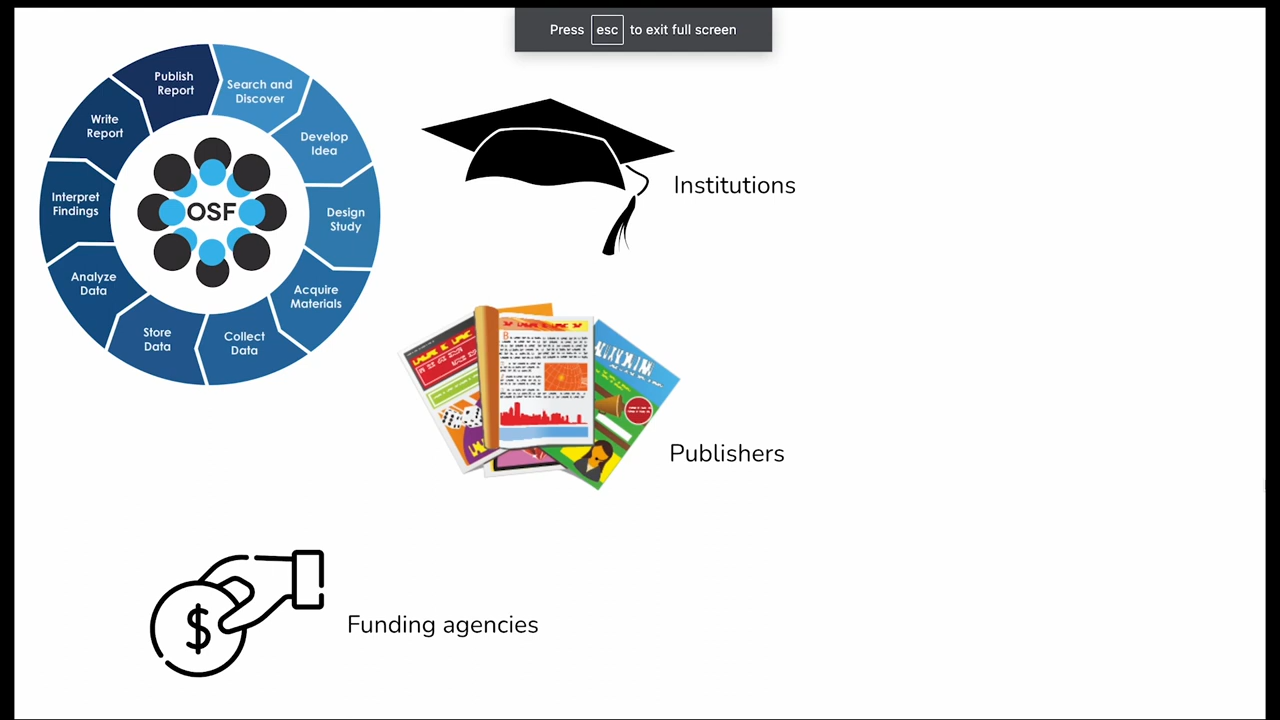 Press esc to exit full screen
Publish
Report
Search and
Discover
Develop
Idea
Design
Study
Acquire
Materials
Collect
Data
Store
Data
Analyze
Data
Interpret
Findings
Write
Report
OSF
Institutions
Publishers
Funding agencies
$